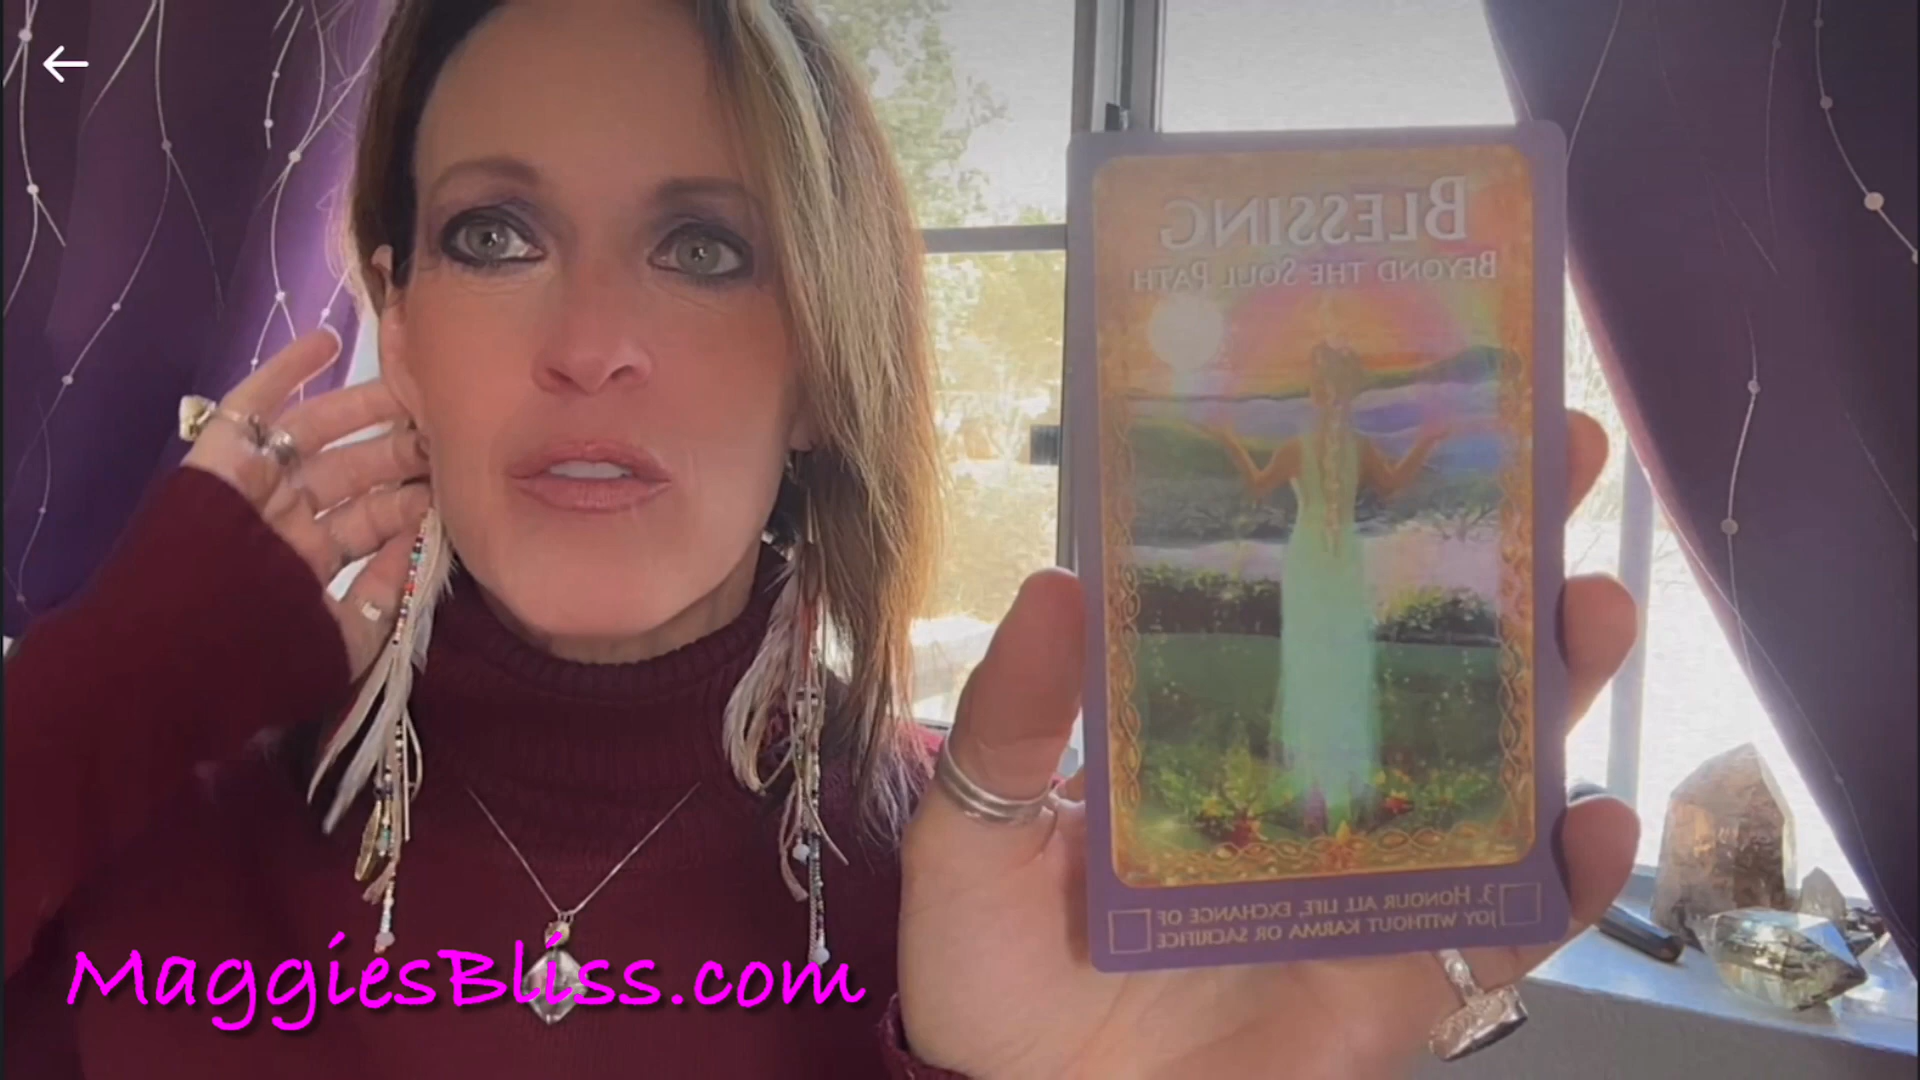 BLESSING
BEYOND THE SOUL PATH
3. HONOUR ALL LIFE, EXCHANGE OF
JOY WITHOUT KARMA OR SACRIFICE
MaggiesBliss.com